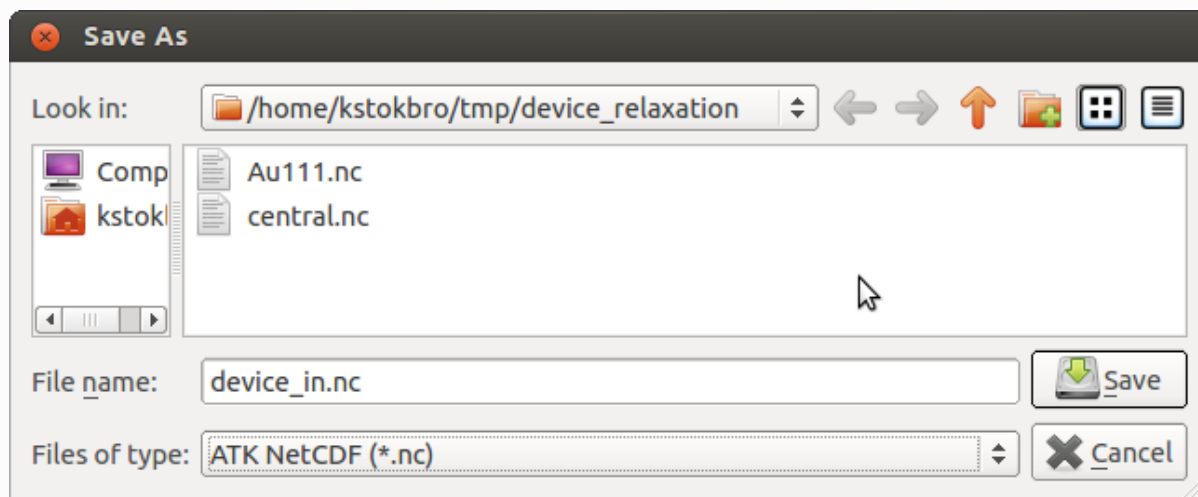 Save As
Look in: /home/kstokbro/tmp/device_relaxation
Comp
kstokl
Au111.nc
central.nc
File name: device_in.nc Save
Files of type: ATK NetCDF (*.nc) Cancel